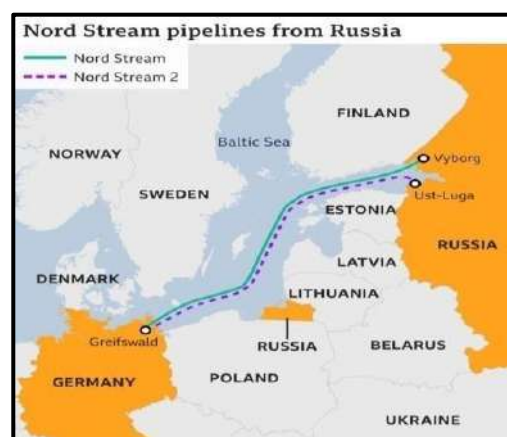 Nord Stream pipelines from Russia
Nord Stream
Nord Stream 2
FINLAND
Baltic Sea
NORWAY
Vyborg
SWEDEN
Ust-Luga
ESTONIA
RUSSIA
LATVIA
DENMARK
LITHUANIA
Greifswald
RUSSIA
BELARUS
GERMANY
POLAND
UKRAINE